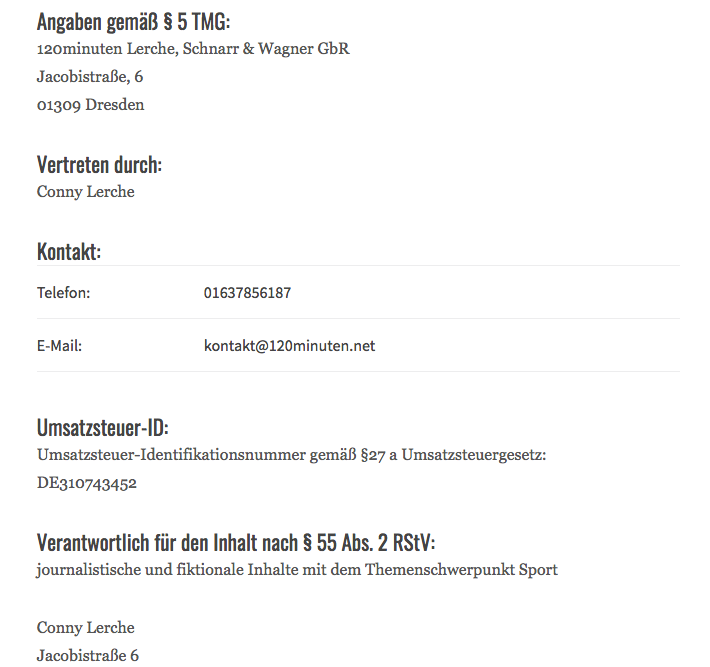 Angaben gemäß § 5 TMG:
120minuten Lerche, Schnarr & Wagner GbR
Jacobistraße, 6
01309 Dresden
Vertreten durch:
Conny Lerche
Kontakt:
Telefon: 01637856187
E-Mail: kontakt@120minuten.net
Umsatzsteuer-ID:
Umsatzsteuer-Identifikationsnummer gemäß §27 a Umsatzsteuergesetz:
DE310743452
Verantwortlich für den Inhalt nach § 55 Abs. 2 RStV:
journalistische und fiktionale Inhalte mit dem Themenschwerpunkt Sport
Conny Lerche
Jacobistraße 6